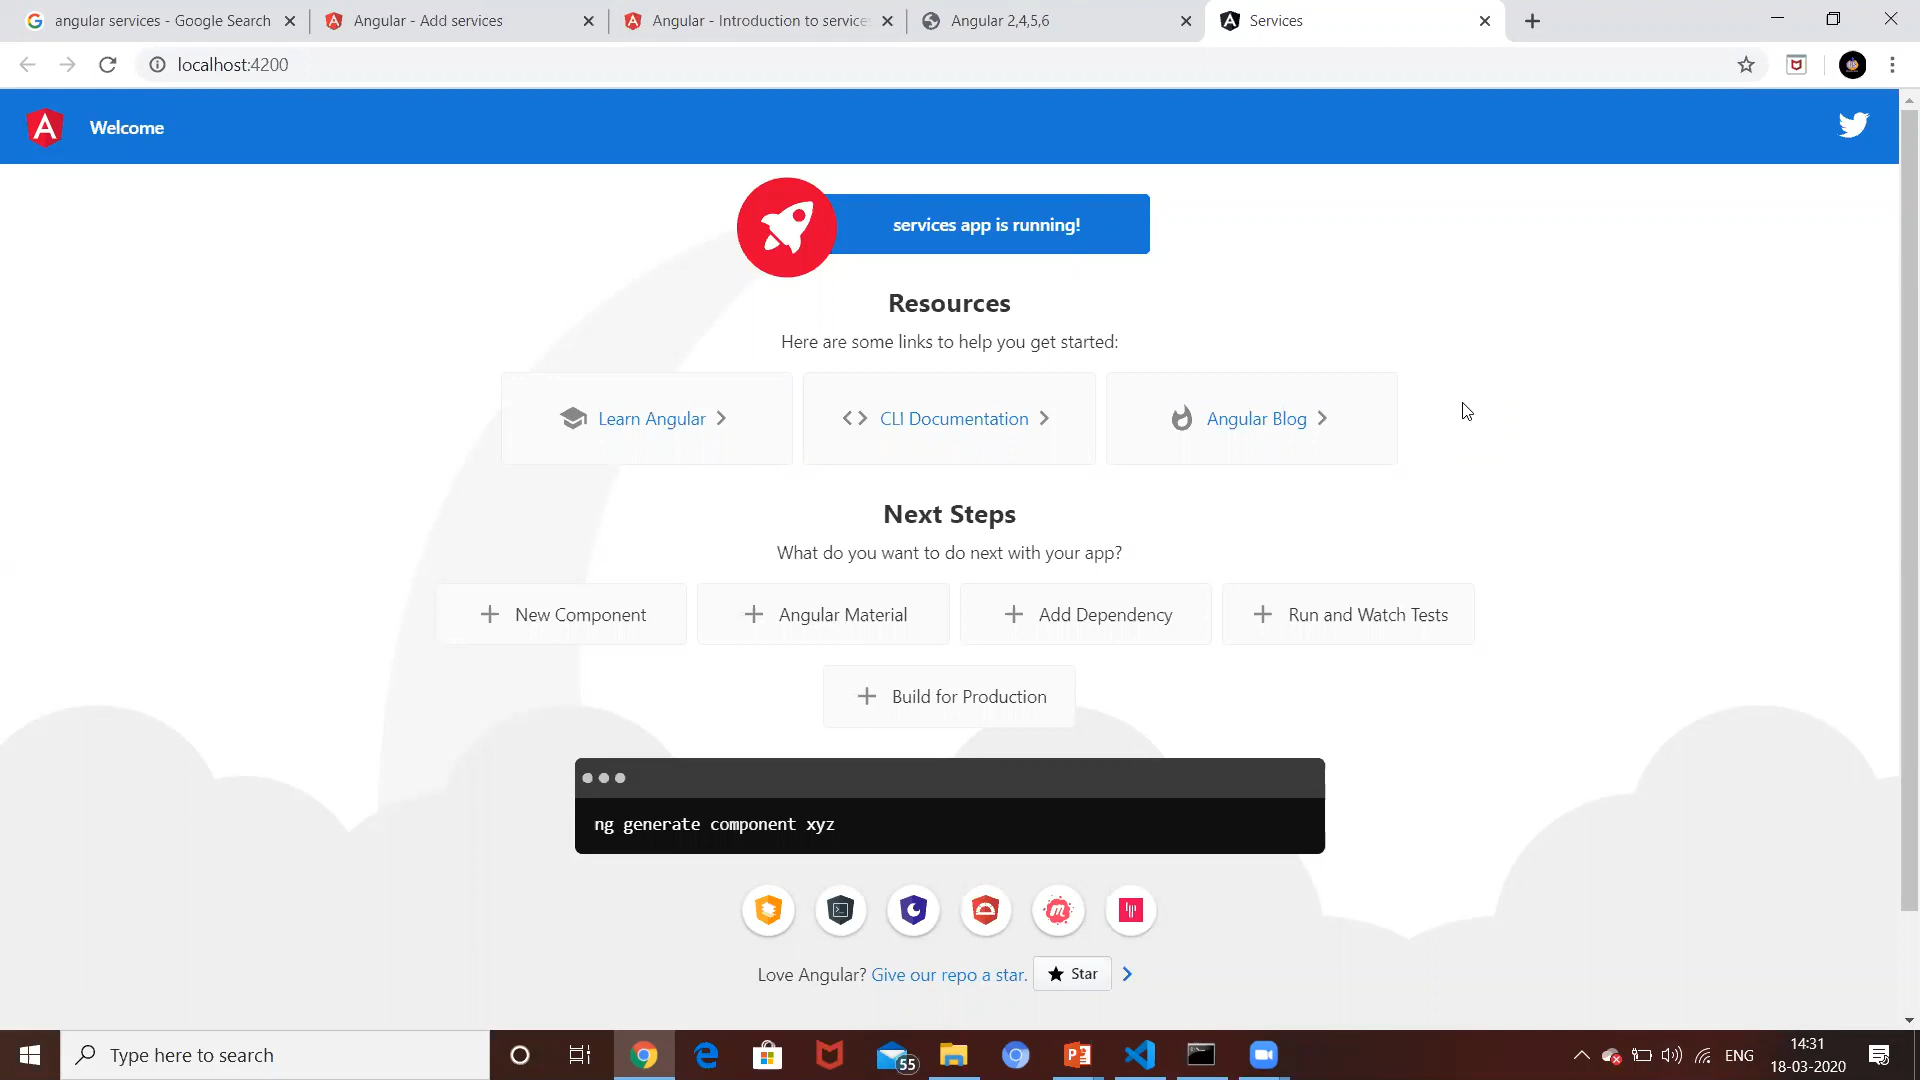 angular services - Google Search
Angular - Add services
Angular - Introduction to services
Angular 2,4,5,6
Services
localhost:4200
Welcome
services app is running!
Resources
Here are some links to help you get started:
Learn Angular
CLI Documentation
Angular Blog
Next Steps
What do you want to do next with your app?
New Component
Angular Material
Add Dependency
Run and Watch Tests
Build for Production
ng generate component xyz
Love Angular? Give our repo a star.
Star
Type here to search
55
ENG
14:31
18-03-2020